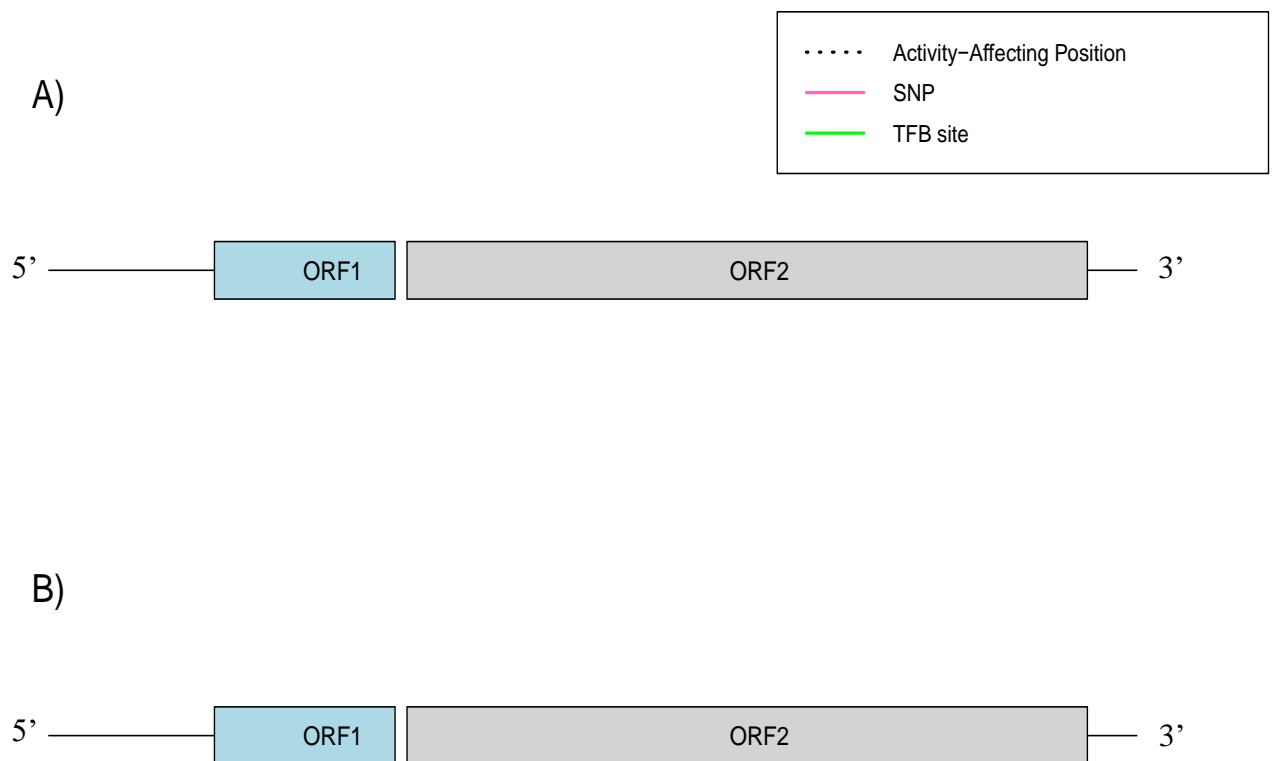 Activity−Affecting Position
A)
SNP
TFB site
5’ ORF1 ORF2 3’
B)
5’ ORF1 ORF2 3’